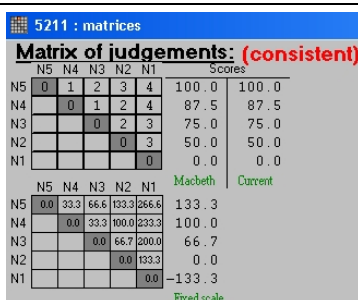 5211 : matrices
Matrix of judgements: (consistent)
N5 N4 N3 N2 N1 Scores
N5 0 1 2 3 4 100.0 100.0
N4 0 1 2 4 87.5 87.5
N3 0 2 3 75.0 75.0
N2 0 3 50.0 50.0
N1 0 0.0 0.0
Macbeth Current
N5 N4 N3 N2 N1
N5 0.0 33.3 66.6 133.3 266.6 133.3
N4 0.0 33.3 100.0 233.3 100.0
N3 0.0 66.7 200.0 66.7
N2 0.0 133.3 0.0
N1 0.0 -133.3
Fixed scale